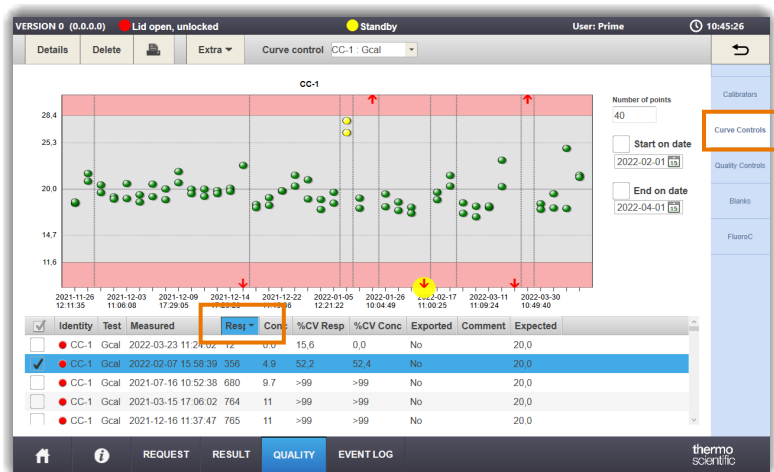 VERSION 0 (0.0.0.0) Lid open, unlocked Standby User: Prime 10:45:26
Details Delete Extra Curve control CC-1 : Gcal
CC-1
28,4
25,3
20,0
14,7
11,6
2021-11-26 2021-12-03 2021-12-09 2021-12-14 2021-12-22 2022-01-05 2022-01-26 2022-02-17 2022-03-11 2022-03-30
12:11:35 11:06:08 17:29:05 12:21:22 10:04:49 11:00:25 11:09:24 10:49:40
Number of points
40
Start on date
2022-02-01 15
End on date
2022-04-01 15
Calibrators
Curve Controls
Quality Controls
Blanks
FluoroC
Identity Test Measured Resp Conc %CV Resp %CV Conc Exported Comment Expected
CC-1 Gcal 2022-03-23 11:24:02 12 0.0 15,6 0,0 No 20,0
CC-1 Gcal 2022-02-07 15:58:39 356 4.9 52,2 52,4 No 20,0
CC-1 Gcal 2021-07-16 10:52:38 680 9.7 >99 >99 No 20,0
CC-1 Gcal 2021-03-15 17:06:02 764 11 >99 >99 No 20,0
CC-1 Gcal 2021-12-16 11:37:47 765 11 >99 >99 No 20,0
REQUEST RESULT QUALITY EVENT LOG
thermo
scientific